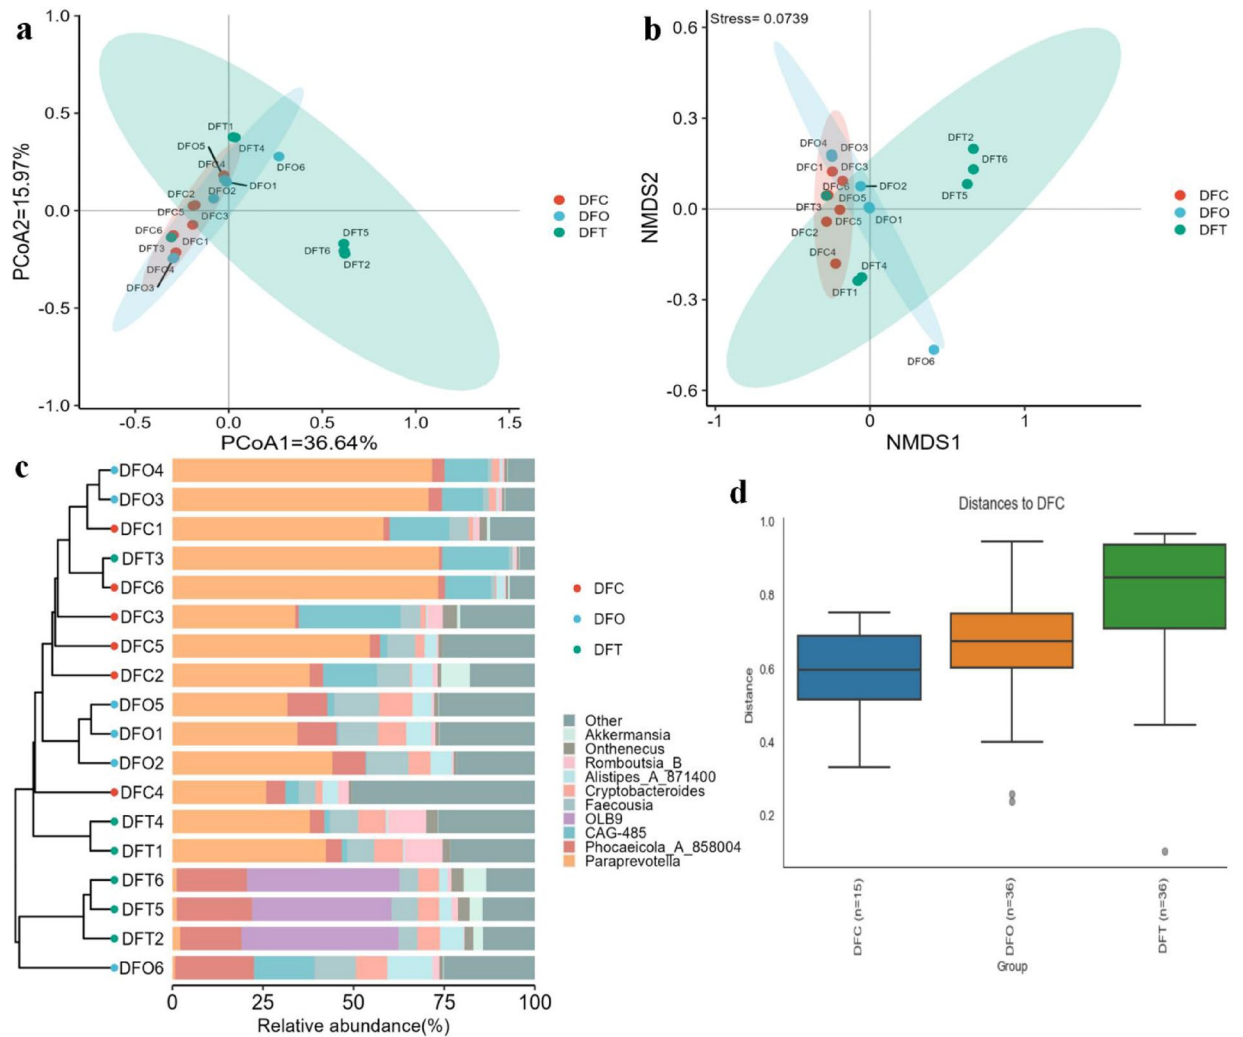 a
1.0
0.5
0.0
-0.5
-1.0
PCoA2=15.97%
DFT1
DFO5
DFT4
DFC4
DFO6
DFC2
DFO2
DFO1
DFC5
DFC3
DFC6
DFT3
DFC1
DFO4
DFO3
DFT5
DFT6
DFT2
-0.5
0.0
0.5
1.0
1.5
PCoA1=36.64%
DFC
DFO
DFT
b
Stress= 0.0739
0.6
0.3
0.0
-0.3
-0.6
NMDS2
DFO4
DFO3
DFC1
DFC3
DFC6
DFO2
DFT3
DFO5
DFC2
DFC5
DFO1
DFC4
DFT4
DFT1
DFO6
DFT2
DFT6
DFT5
-1
0
1
NMDS1
DFC
DFO
DFT
c
DFO4
DFO3
DFC1
DFT3
DFC6
DFC3
DFC5
DFC2
DFO5
DFO1
DFO2
DFC4
DFT4
DFT1
DFT6
DFT5
DFT2
DFO6
0
25
50
75
100
Relative abundance(%)
DFC
DFO
DFT
Other
Akkermansia
Onthenecus
Romboutsia_B
Alistipes_A_871400
Cryptobacteroides
Faecousia
OLB9
CAG-485
Phocaeicola_A_858004
Paraprevotella
d
Distances to DFC
1.0
0.8
0.6
0.4
0.2
Distance
DFC (n=15)
DFO (n=36)
DFT (n=36)
Group